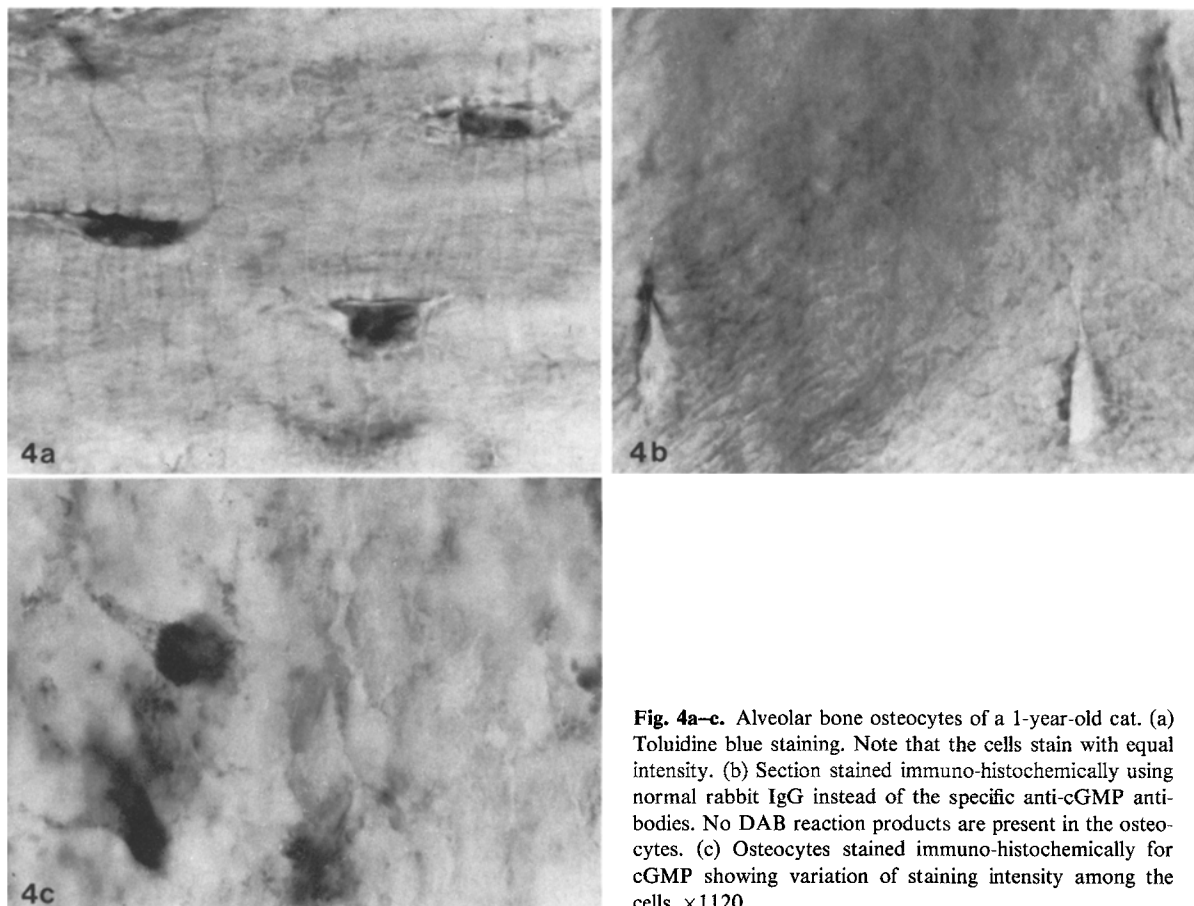 4a
4b
4c
Fig. 4a–c. Alveolar bone osteocytes of a 1-year-old cat. (a)
Toluidine blue staining. Note that the cells stain with equal
intensity. (b) Section stained immuno-histochemically using
normal rabbit IgG instead of the specific anti-cGMP anti-
bodies. No DAB reaction products are present in the osteo-
cytes. (c) Osteocytes stained immuno-histochemically for
cGMP showing variation of staining intensity among the
cells. ×1120